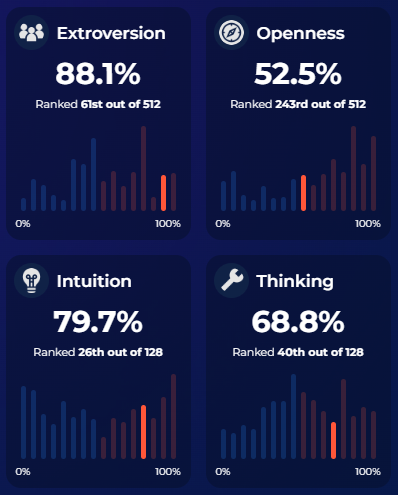 Extroversion
88.1%
Ranked 61st out of 512
0% 100%
Openness
52.5%
Ranked 243rd out of 512
0% 100%
Intuition
79.7%
Ranked 26th out of 128
0% 100%
Thinking
68.8%
Ranked 40th out of 128
0% 100%